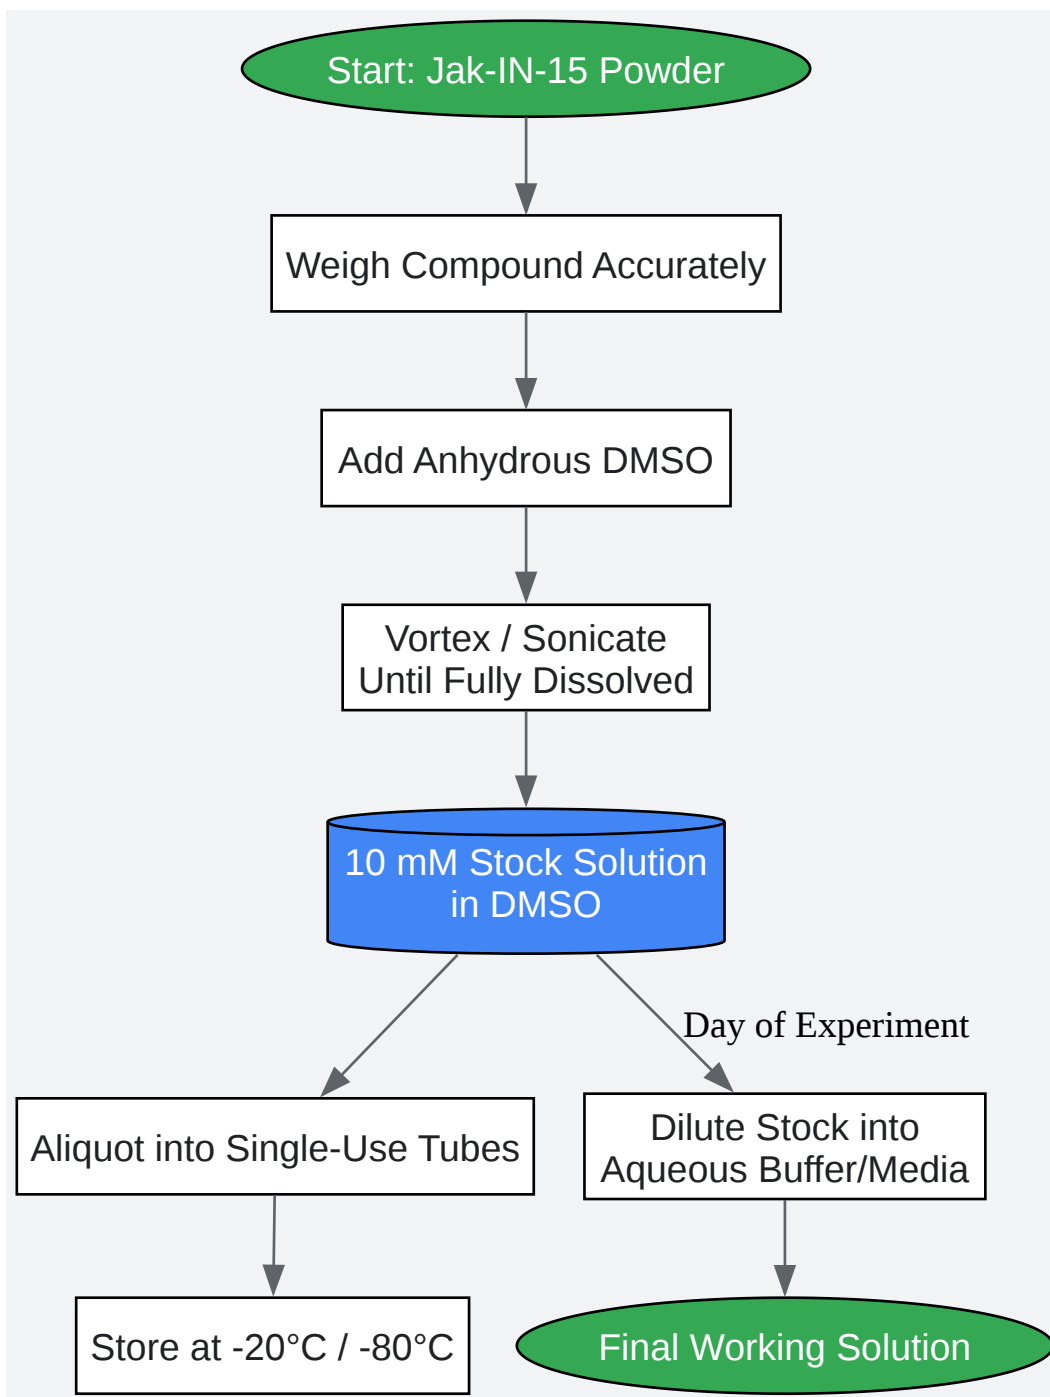 Start: Jak-IN-15 Powder
Weigh Compound Accurately
Add Anhydrous DMSO
Vortex / Sonicate
Until Fully Dissolved
10 mM Stock Solution
in DMSO
Day of Experiment
Aliquot into Single-Use Tubes
Dilute Stock into
Aqueous Buffer/Media
Store at -20°C / -80°C
Final Working Solution